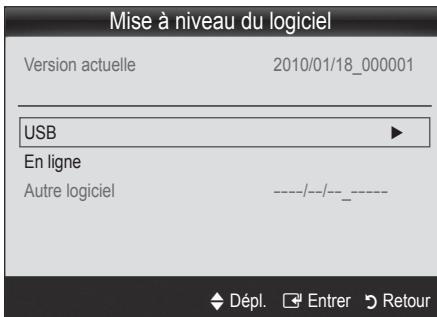 Mise à niveau du logiciel
Version actuelle 2010/01/18_000001
USB ►
En ligne
Autre logiciel ----/--/--_-----
Dépl. Entrer Retour